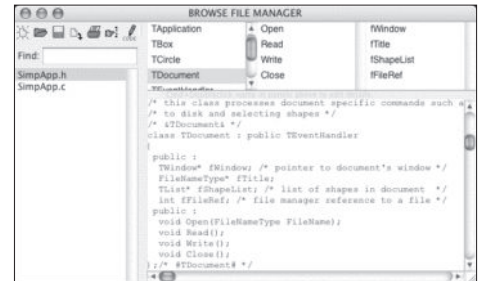 BROWSE FILE MANAGER
Find:
SimpApp.h
SimpApp.c
TApplication
TBox
TCircle
TDocument
TEventHandler
Open
Read
Write
Close
fWindow
fTitle
fShapeList
fFileRef
/* this class processes document specific commands such a
/* to disk and selecting shapes */
/* &TDocument& */
class TDocument : public TEventHandler
{
public :
TWindow* fWindow; /* pointer to document's window */
FileNameType* fTitle;
TList* fShapeList; /* list of shapes in document */
int fFileRef; /* file manager reference to a file */
public :
void Open(FileNameType FileName);
void Read();
void Write();
void Close();
};/* #TDocument# */